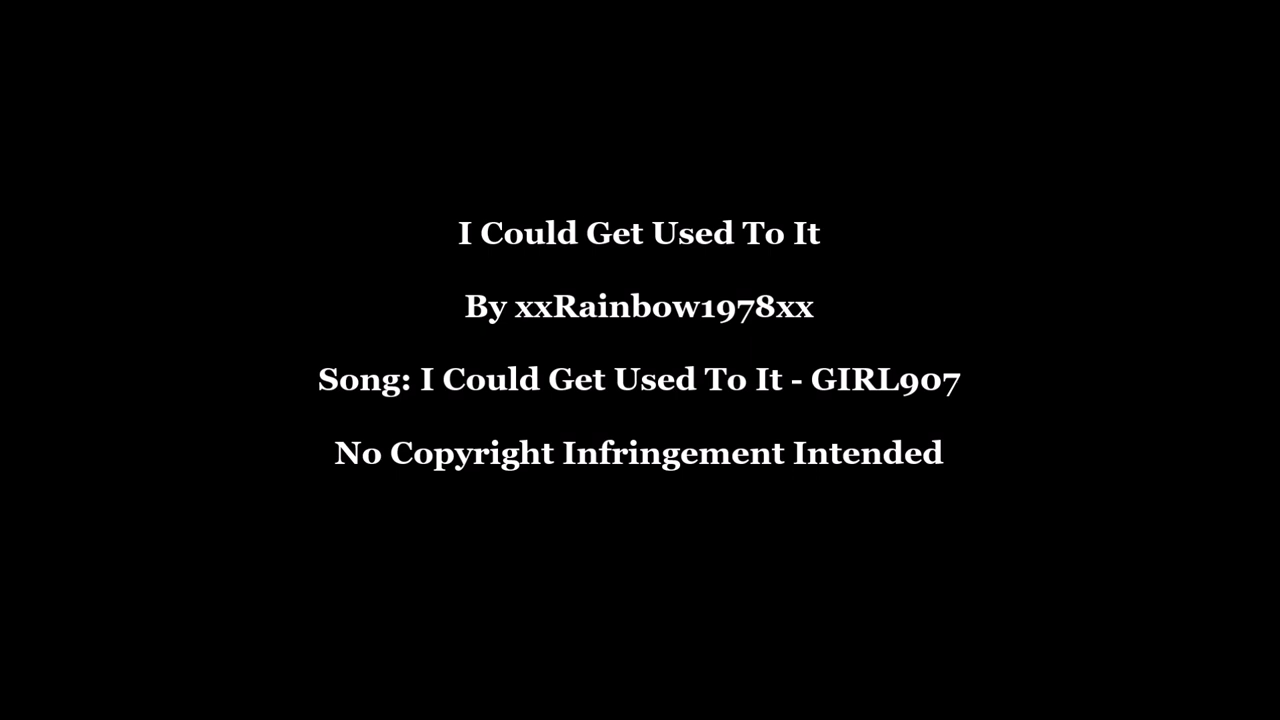 I Could Get Used To It
By xxRainbow1978xx
Song: I Could Get Used To It - GIRL907
No Copyright Infringement Intended